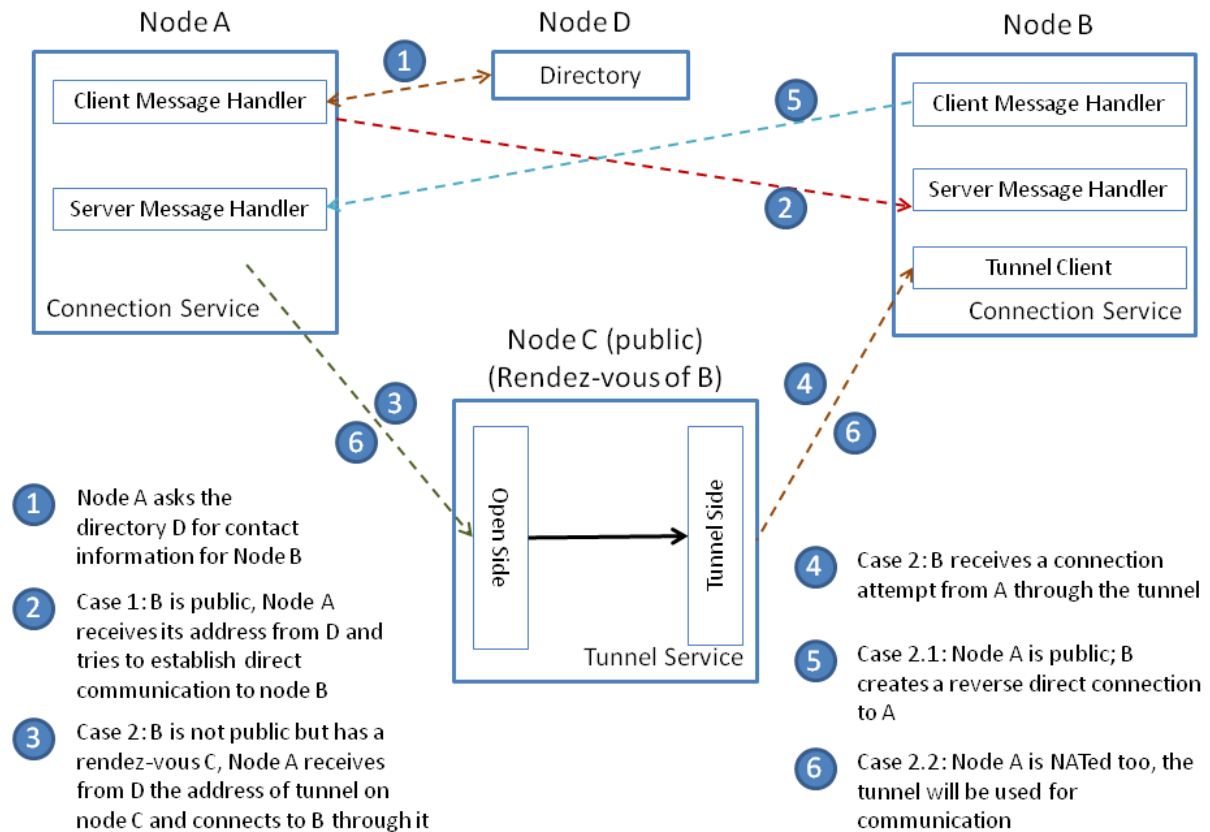 Node A
Node D
Node B
1
Client Message Handler
Directory
5
Client Message Handler
Server Message Handler
2
Server Message Handler
Tunnel Client
Connection Service
Connection Service
Node C (public)
(Rendez-vous of B)
3
6
4
6
Open Side
Tunnel Side
Tunnel Service
1
Node A asks the
directory D for contact
information for Node B
2
Case 1: B is public, Node A
receives its address from D and
tries to establish direct
communication to node B
3
Case 2: B is not public but has a
rendez-vous C, Node A receives
from D the address of tunnel on
node C and connects to B through it
4
Case 2: B receives a connection
attempt from A through the tunnel
5
Case 2.1: Node A is public; B
creates a reverse direct connection
to A
6
Case 2.2: Node A is NATed too, the
tunnel will be used for
communication